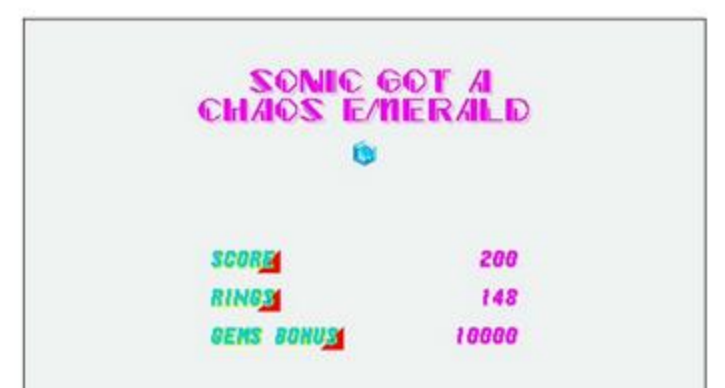 SONIC GOT A
CHAOS EMERALD
SCORE 200
RINGS 148
GEMS BONUS 10000